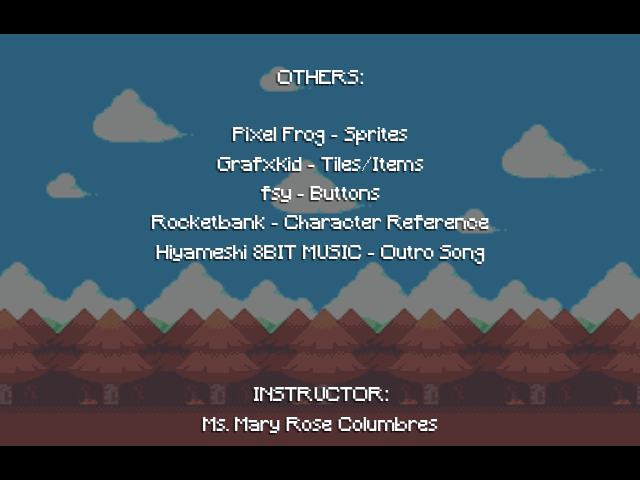 OTHERS:
Pixel Frog - Sprites
GrafxKid - Tiles/Items
fsy - Buttons
Rocketbank - Character Reference
Hiyameshi 8BIT MUSIC - Outro Song
INSTRUCTOR:
Ms. Mary Rose Columbres